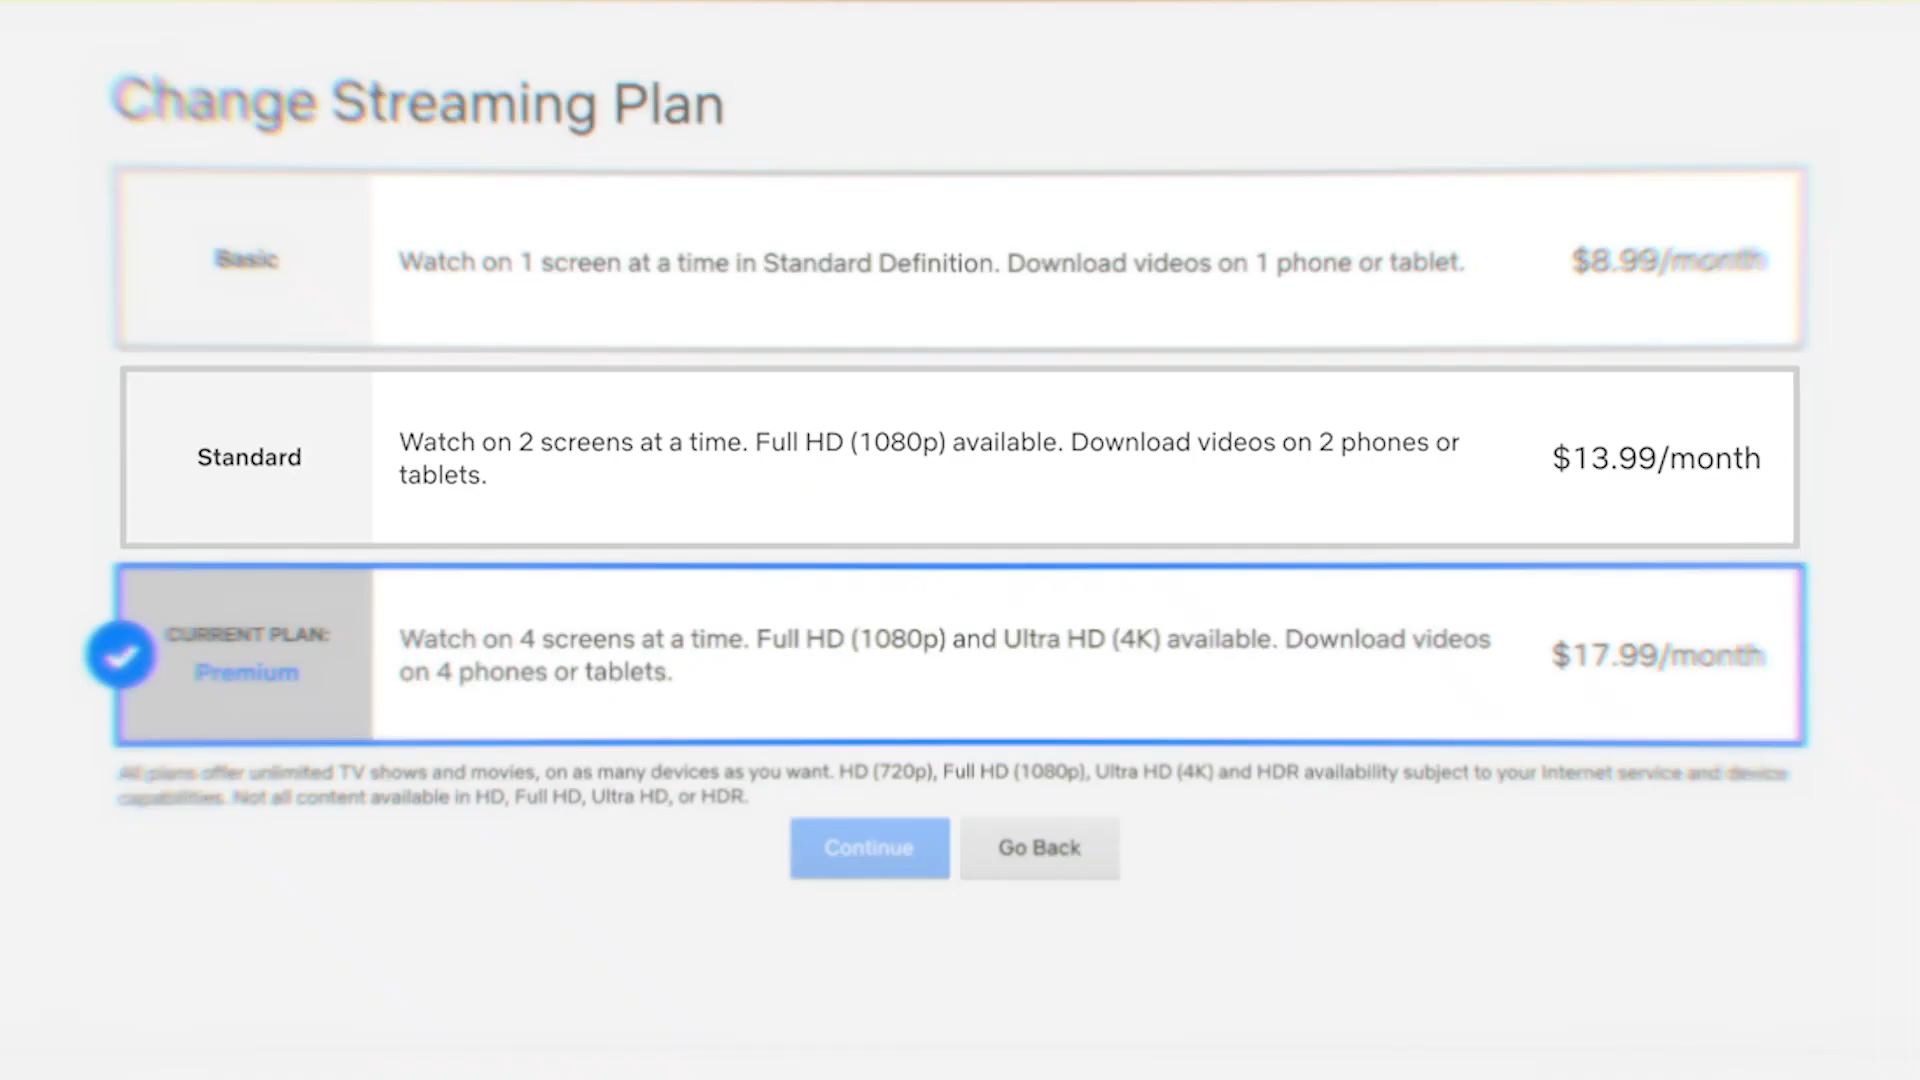 Change Streaming Plan
Basic
Watch on 1 screen at a time in Standard Definition. Download videos on 1 phone or tablet.
$8.99/month
Standard
Watch on 2 screens at a time. Full HD (1080p) available. Download videos on 2 phones or
tablets.
$13.99/month
CURRENT PLAN:
Premium
Watch on 4 screens at a time. Full HD (1080p) and Ultra HD (4K) available. Download videos
on 4 phones or tablets.
$17.99/month
All plans offer unlimited TV shows and movies, on as many devices as you want. HD (720p), Full HD (1080p), Ultra HD (4K) and HDR availability subject to your Internet service and device
capabilities. Not all content available in HD, Full HD, Ultra HD, or HDR.
Continue
Go Back